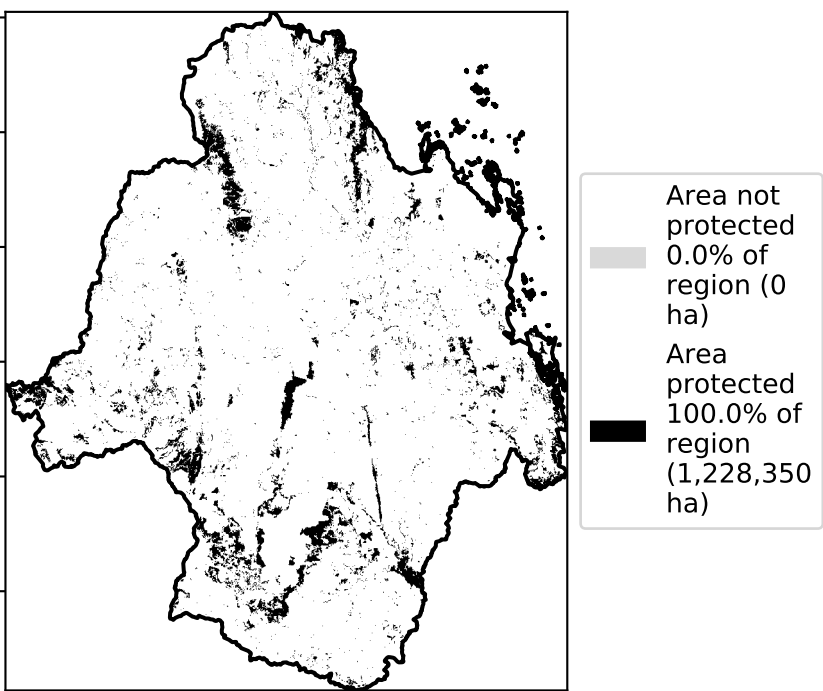 Area not
protected
0.0% of
region (0
ha)
Area
protected
100.0% of
region
(1,228,350
ha)